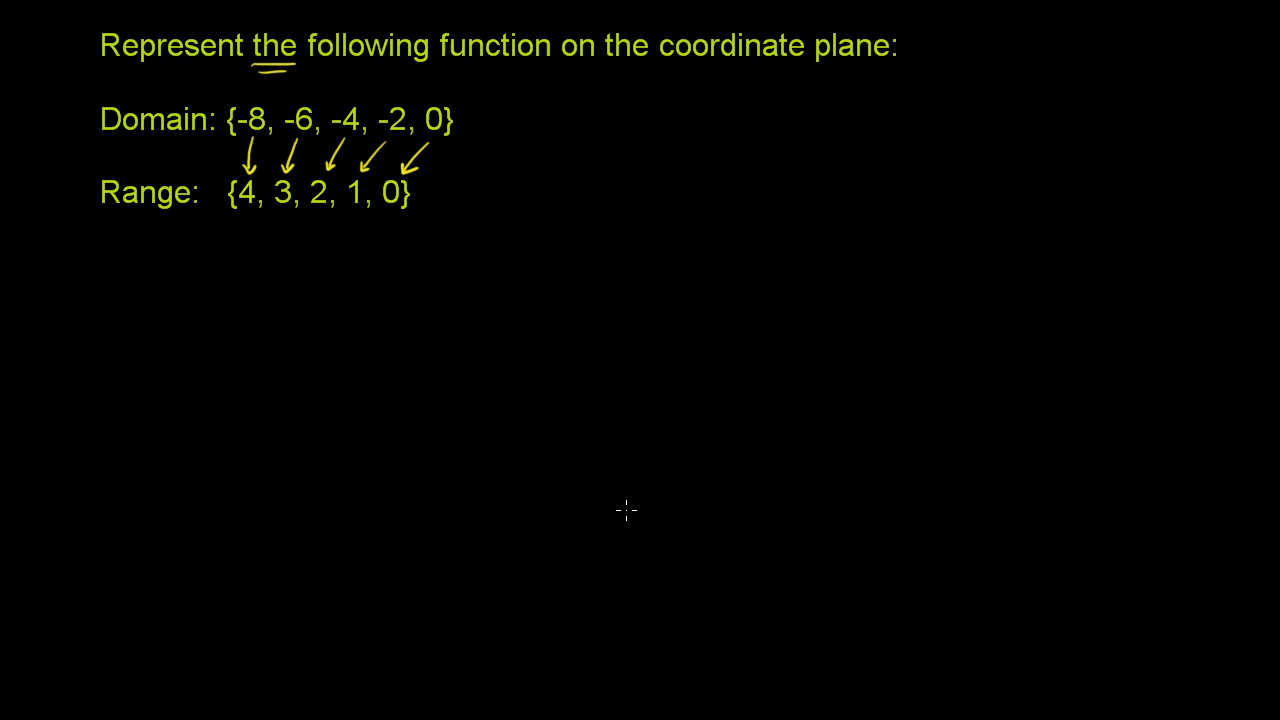 Represent the following function on the coordinate plane:
Domain: {-8, -6, -4, -2, 0}
Range: {4, 3, 2, 1, 0}